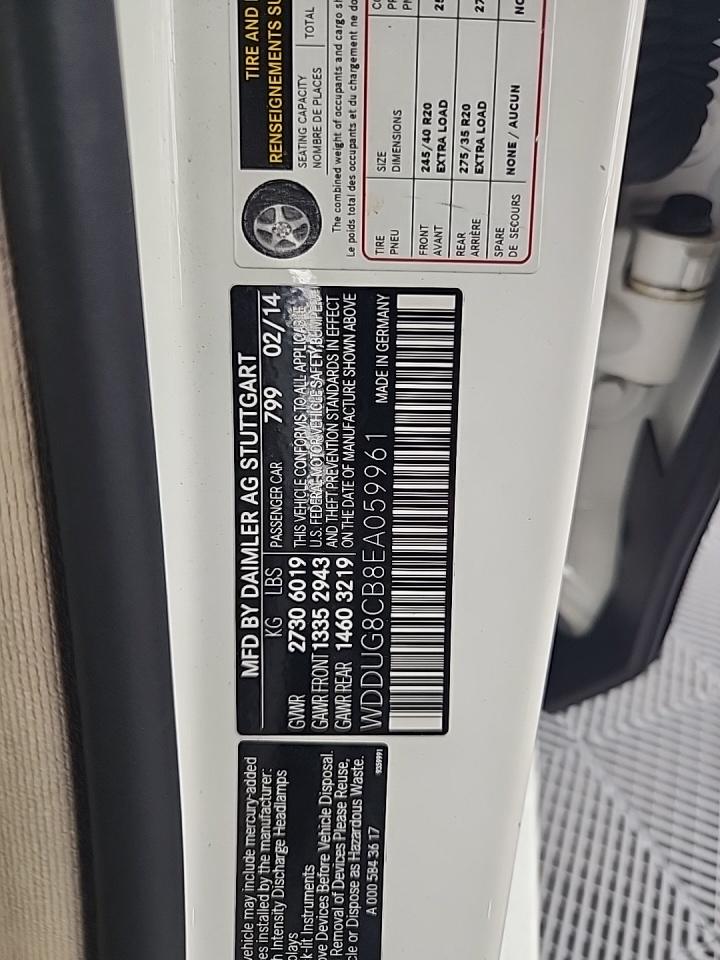 MFD BY DAIMLER AG STUTTGART
KG LBS PASSENGER CAR 799 02/14
GVWR 2730 6019 THIS VEHICLE CONFORMS TO ALL APPLICABLE
GAWR FRONT 1335 2943 U.S. FEDERAL MOTOR VEHICLE SAFETY, BUMPER,
GAWR REAR 1460 3219 AND THEFT PREVENTION STANDARDS IN EFFECT
ON THE DATE OF MANUFACTURE SHOWN ABOVE
WDDUG8CB8EA059961 MADE IN GERMANY
TIRE AND
RENSEIGNEMENTS SU
SEATING CAPACITY
NOMBRE DE PLACES
TOTAL
The combined weight of occupants and cargo sh
Le poids total des occupants et du chargement ne do
TIRE SIZE
PNEU DIMENSIONS
FRONT 245/40 R20
AVANT EXTRA LOAD
REAR 275/35 R20
ARRIÈRE EXTRA LOAD
SPARE NONE / AUCUN
DE SECOURS
vehicle may include mercury-added
es installed by the manufacturer:
h Intensity Discharge Headlamps
plays
k-lit Instruments
ve Devices Before Vehicle Disposal.
Removal of Devices Please Reuse,
cle or Dispose as Hazardous Waste.
A 000 584 36 17